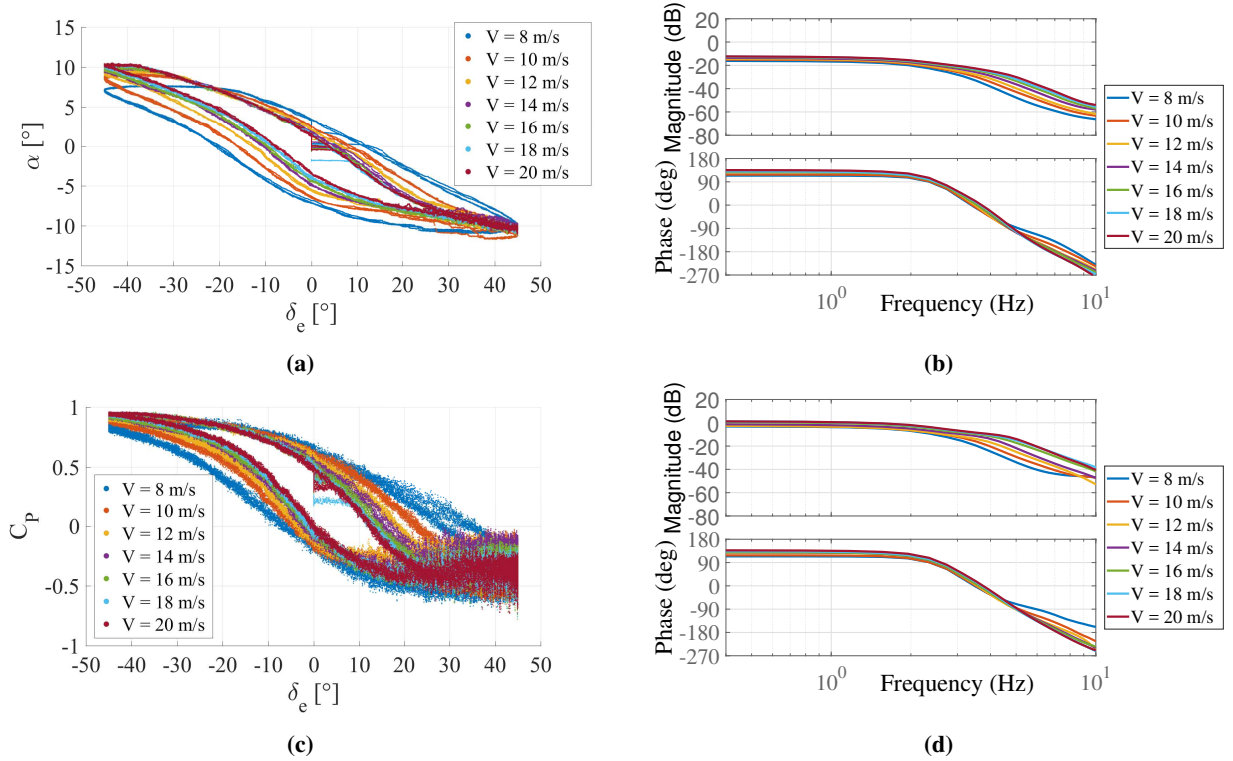 15
10
5
0
-5
-10
-15
α [°]
-50 -40 -30 -20 -10 0 10 20 30 40 50
δe [°]
V = 8 m/s
V = 10 m/s
V = 12 m/s
V = 14 m/s
V = 16 m/s
V = 18 m/s
V = 20 m/s
(a)
20
0
-20
-40
-60
-80
Magnitude (dB)
180
90
0
-90
-180
-270
Phase (deg)
10^0 10^1
Frequency (Hz)
V = 8 m/s
V = 10 m/s
V = 12 m/s
V = 14 m/s
V = 16 m/s
V = 18 m/s
V = 20 m/s
(b)
1
0.5
0
-0.5
-1
C_P
-50 -40 -30 -20 -10 0 10 20 30 40 50
δe [°]
V = 8 m/s
V = 10 m/s
V = 12 m/s
V = 14 m/s
V = 16 m/s
V = 18 m/s
V = 20 m/s
(c)
20
0
-20
-40
-60
-80
Magnitude (dB)
180
90
0
-90
-180
-270
Phase (deg)
10^0 10^1
Frequency (Hz)
V = 8 m/s
V = 10 m/s
V = 12 m/s
V = 14 m/s
V = 16 m/s
V = 18 m/s
V = 20 m/s
(d)